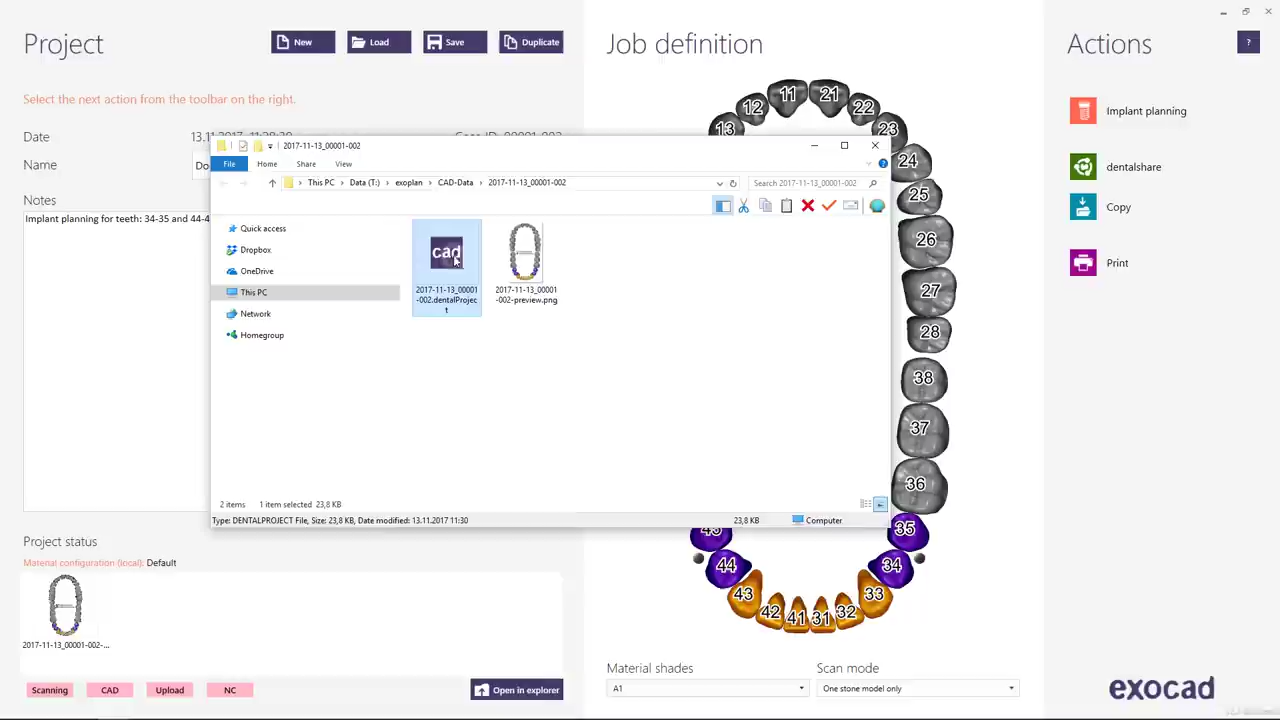 Project
New
Load
Save
Duplicate
Select the next action from the toolbar on the right.
Date
Name
Do
Notes
Implant planning for teeth: 34-35 and 44-4
2017-11-13_00001-002
File
Home
Share
View
This PC
Data (T:)
exoplan
CAD-Data
2017-11-13_00001-002
Search 2017-11-13_00001-002
Quick access
Dropbox
OneDrive
This PC
Network
Homegroup
cad
2017-11-13_00001
-002.dentalProjec
t
2017-11-13_00001
-002-preview.png
2 items
1 item selected 23,8 KB
Type: DENTALPROJECT File, Size: 23,8 KB, Date modified: 13.11.2017 11:30
23,8 KB
Computer
Project status
Material configuration (local): Default
2017-11-13_00001-002-...
Scanning
CAD
Upload
NC
Open in explorer
Job definition
11
21
12
22
13
23
24
25
26
27
28
38
37
36
35
44
34
43
33
42
32
41
31
Material shades
A1
Scan mode
One stone model only
Actions
?
Implant planning
dentalshare
Copy
Print
exocad